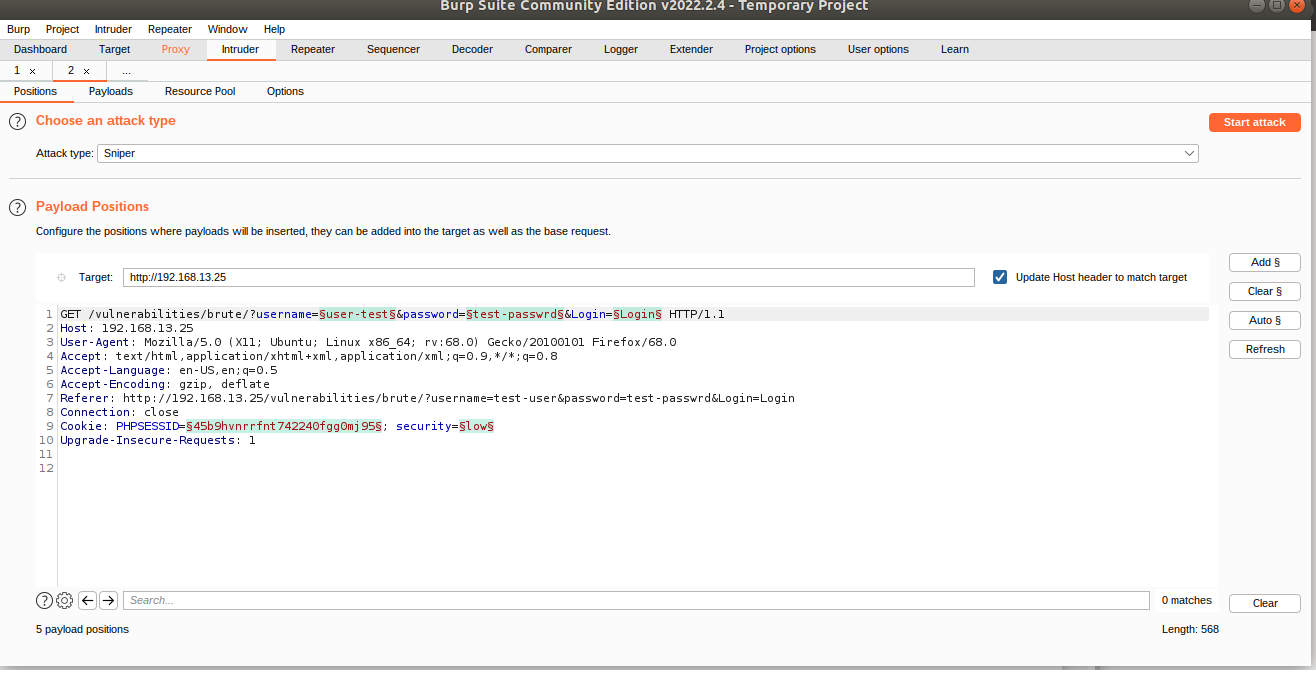 Burp Suite Community Edition v2022.2.4 - Temporary Project
Burp Project Intruder Repeater Window Help
Dashboard Target Proxy Intruder Repeater Sequencer Decoder Comparer Logger Extender Project options User options Learn
1 × 2 × ...
Positions Payloads Resource Pool Options
? Choose an attack type
Start attack
Attack type: Sniper
? Payload Positions
Configure the positions where payloads will be inserted, they can be added into the target as well as the base request.
Target: http://192.168.13.25
Update Host header to match target
Add §
Clear §
Auto §
Refresh
1 GET /vulnerabilities/brute/?username=§user-test§&password=§test-passwrd§&Login=§Login§ HTTP/1.1
2 Host: 192.168.13.25
3 User-Agent: Mozilla/5.0 (X11; Ubuntu; Linux x86_64; rv:68.0) Gecko/20100101 Firefox/68.0
4 Accept: text/html,application/xhtml+xml,application/xml;q=0.9,*/*;q=0.8
5 Accept-Language: en-US,en;q=0.5
6 Accept-Encoding: gzip, deflate
7 Referer: http://192.168.13.25/vulnerabilities/brute/?username=test-user&password=test-passwrd&Login=Login
8 Connection: close
9 Cookie: PHPSESSID=§45b9hvnrrfnt742240fgg0mj95§; security=§low§
10 Upgrade-Insecure-Requests: 1
11
12
? Search...
0 matches
Clear
5 payload positions
Length: 568